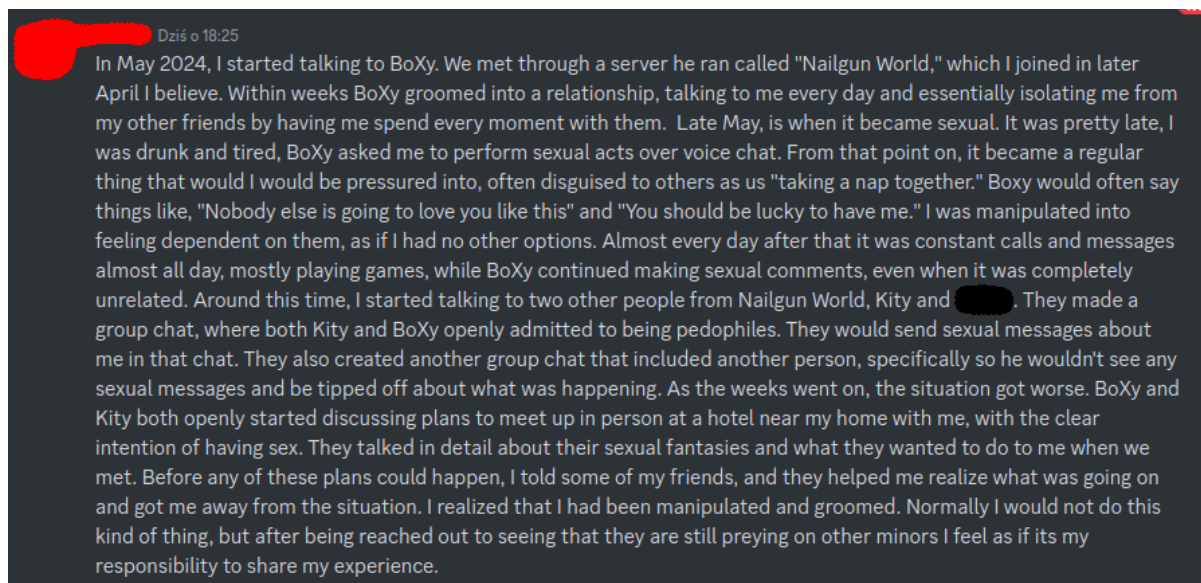 Dziś o 18:25
In May 2024, I started talking to BoXy. We met through a server he ran called "Nailgun World," which I joined in later
April I believe. Within weeks BoXy groomed into a relationship, talking to me every day and essentially isolating me from
my other friends by having me spend every moment with them.  Late May, is when it became sexual. It was pretty late, I
was drunk and tired, BoXy asked me to perform sexual acts over voice chat. From that point on, it became a regular
thing that would I would be pressured into, often disguised to others as us "taking a nap together." Boxy would often say
things like, "Nobody else is going to love you like this" and "You should be lucky to have me." I was manipulated into
feeling dependent on them, as if I had no other options. Almost every day after that it was constant calls and messages
almost all day, mostly playing games, while BoXy continued making sexual comments, even when it was completely
unrelated. Around this time, I started talking to two other people from Nailgun World, Kity and . They made a
group chat, where both Kity and BoXy openly admitted to being pedophiles. They would send sexual messages about
me in that chat. They also created another group chat that included another person, specifically so he wouldn't see any
sexual messages and be tipped off about what was happening. As the weeks went on, the situation got worse. BoXy and
Kity both openly started discussing plans to meet up in person at a hotel near my home with me, with the clear
intention of having sex. They talked in detail about their sexual fantasies and what they wanted to do to me when we
met. Before any of these plans could happen, I told some of my friends, and they helped me realize what was going on
and got me away from the situation. I realized that I had been manipulated and groomed. Normally I would not do this
kind of thing, but after being reached out to seeing that they are still preying on other minors I feel as if its my
responsibility to share my experience.